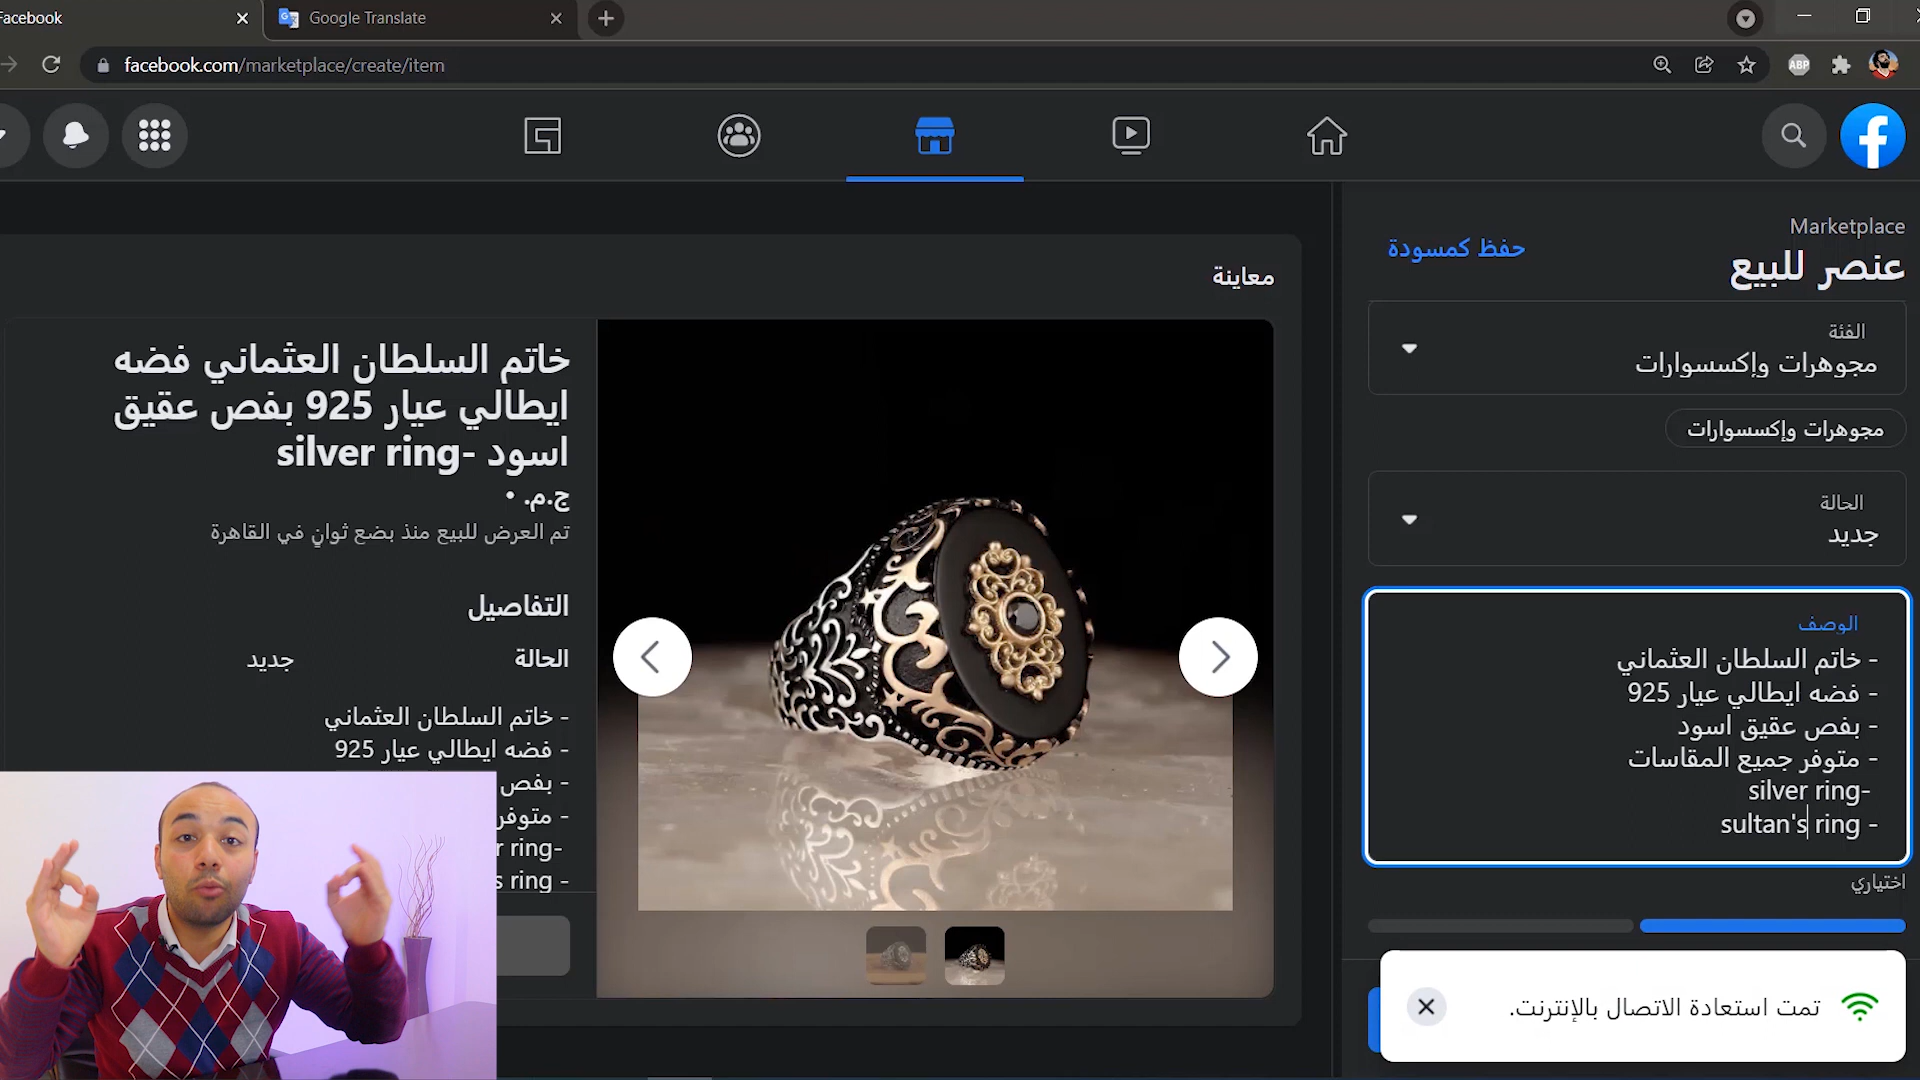 Facebook
Google Translate
facebook.com/marketplace/create/item
ABP
Marketplace
عنصر للبيع
حفظ كمسودة
الفئة
مجوهرات وإكسسوارات
مجوهرات وإكسسوارات
الحالة
جديد
الوصف
- خاتم السلطان العثماني
- فضه ايطالي عيار 925
- بفص عقيق اسود
- متوفر جميع المقاسات
silver ring-
sultan's ring -
اختياري
تمت استعادة الاتصال بالإنترنت.
معاينة
خاتم السلطان العثماني فضه
ايطالي عيار 925 بفص عقيق
اسود -silver ring
ج.م. •
تم العرض للبيع منذ بضع ثوانٍ في القاهرة
التفاصيل
الحالة
جديد
- خاتم السلطان العثماني
- فضه ايطالي عيار 925
- بفص
- متوفر
ring-
ring -